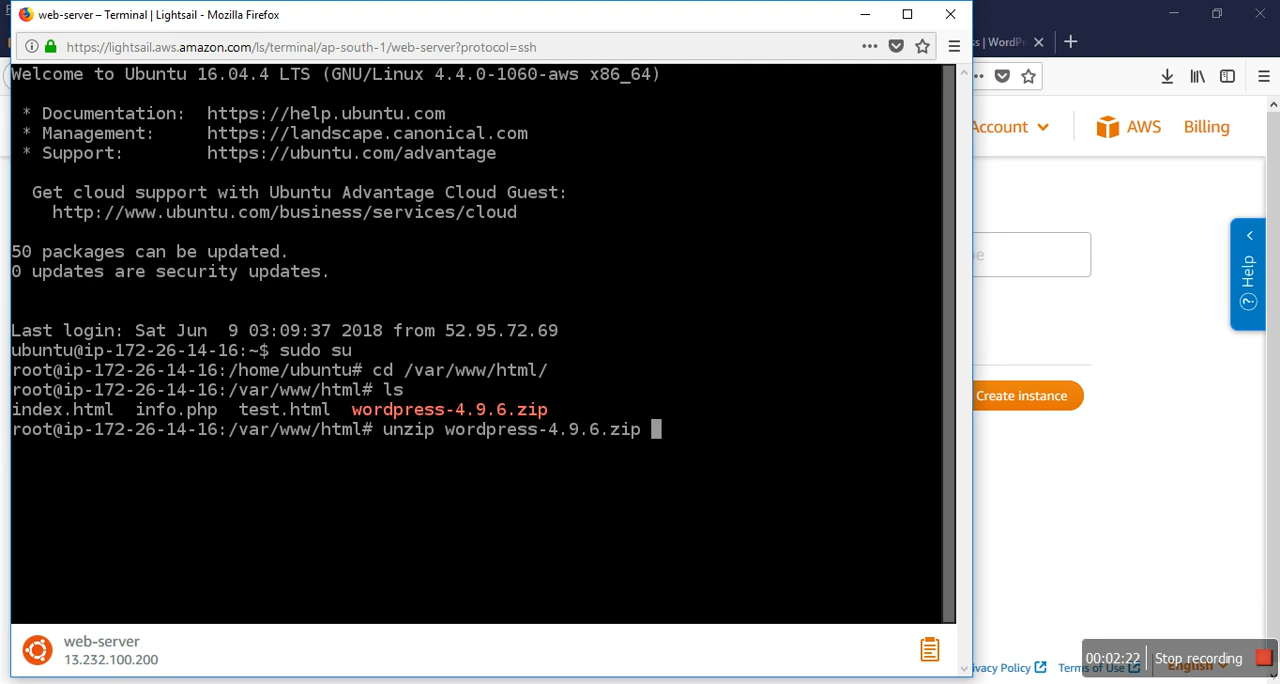 web-server – Terminal | Lightsail - Mozilla Firefox
https://lightsail.aws.amazon.com/ls/terminal/ap-south-1/web-server?protocol=ssh
Welcome to Ubuntu 16.04.4 LTS (GNU/Linux 4.4.0-1060-aws x86_64)
* Documentation:  https://help.ubuntu.com
* Management:     https://landscape.canonical.com
* Support:        https://ubuntu.com/advantage
Get cloud support with Ubuntu Advantage Cloud Guest:
http://www.ubuntu.com/business/services/cloud
50 packages can be updated.
0 updates are security updates.
Last login: Sat Jun  9 03:09:37 2018 from 52.95.72.69
ubuntu@ip-172-26-14-16:~$ sudo su
root@ip-172-26-14-16:/home/ubuntu# cd /var/www/html/
root@ip-172-26-14-16:/var/www/html# ls
index.html  info.php  test.html  wordpress-4.9.6.zip
root@ip-172-26-14-16:/var/www/html# unzip wordpress-4.9.6.zip
web-server
13.232.100.200
Account
AWS
Billing
? Help
Create instance
00:02:22
Stop recording
ivacy Policy
Terms of Use
English